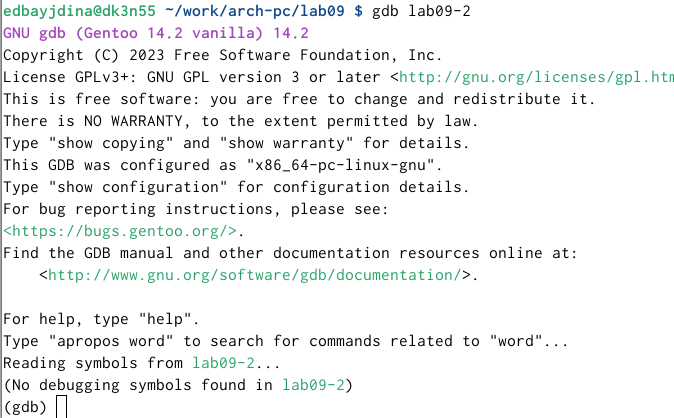 edbayjdina@dk3n55 ~/work/arch-pc/lab09 $ gdb lab09-2
GNU gdb (Gentoo 14.2 vanilla) 14.2
Copyright (C) 2023 Free Software Foundation, Inc.
License GPLv3+: GNU GPL version 3 or later <http://gnu.org/licenses/gpl.htm
This is free software: you are free to change and redistribute it.
There is NO WARRANTY, to the extent permitted by law.
Type "show copying" and "show warranty" for details.
This GDB was configured as "x86_64-pc-linux-gnu".
Type "show configuration" for configuration details.
For bug reporting instructions, please see:
<https://bugs.gentoo.org/>.
Find the GDB manual and other documentation resources online at:
    <http://www.gnu.org/software/gdb/documentation/>.

For help, type "help".
Type "apropos word" to search for commands related to "word"...
Reading symbols from lab09-2...
(No debugging symbols found in lab09-2)
(gdb)